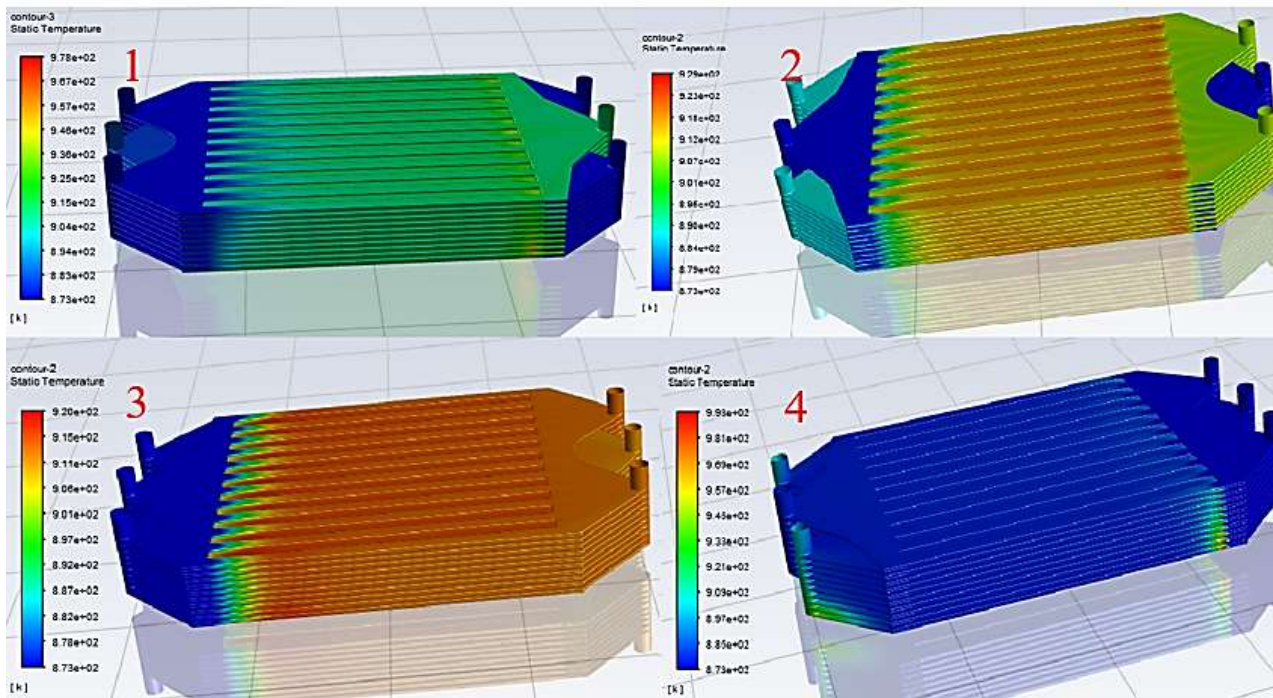 contour-3
Static Temperature
1
9.78e+02
9.67e+02
9.57e+02
9.46e+02
9.36e+02
9.25e+02
9.15e+02
9.04e+02
8.94e+02
8.83e+02
8.73e+02
[k]
contour-2
Static Temperature
2
9.29e+02
9.23e+02
9.18e+02
9.12e+02
9.07e+02
9.01e+02
8.96e+02
8.90e+02
8.84e+02
8.79e+02
8.73e+02
[k]
contour-2
Static Temperature
3
9.20e+02
9.15e+02
9.11e+02
9.06e+02
9.01e+02
8.97e+02
8.92e+02
8.87e+02
8.82e+02
8.78e+02
8.73e+02
[k]
contour-2
Static Temperature
4
9.93e+02
9.81e+02
9.69e+02
9.57e+02
9.45e+02
9.33e+02
9.21e+02
9.09e+02
8.97e+02
8.85e+02
8.73e+02
[k]